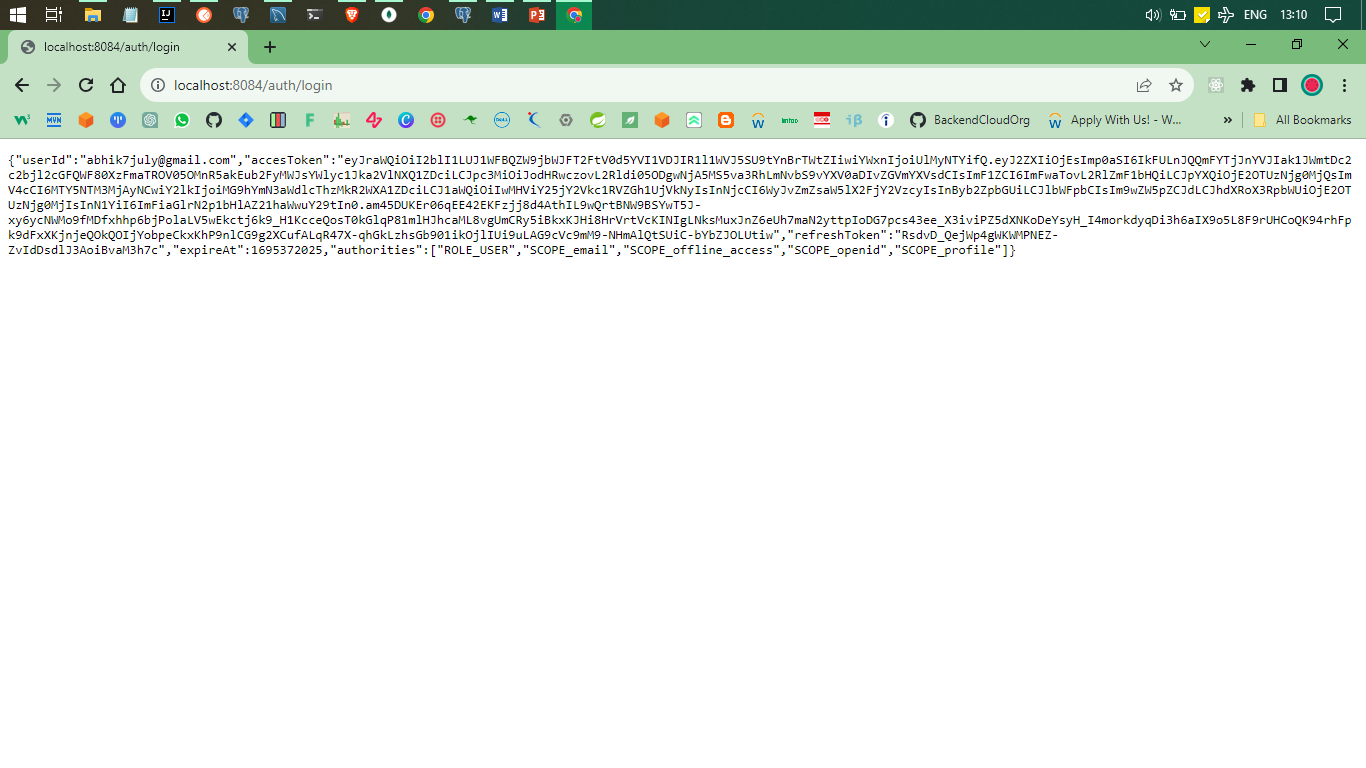 ENG 13:10
localhost:8084/auth/login
localhost:8084/auth/login
BackendCloudOrg Apply With Us! - W... » All Bookmarks
{"userId":"abhik7july@gmail.com","accesToken":"eyJraWQiOiI2blI1LUJ1WFBQZW9jbWJFT2FtV0d5YVI1VDJIR1l1WVJ5SU9tYnBrTWtZIiwiYWxnIjoiUlMyNTYifQ.eyJ2ZXIiOjEsImp0aSI6IkFULnJQQmFYTjJnYVJIak1JWmtDc2
c2bjl2cGFQWF80XzFmaTROV05OMnR5akEub2FyMWJsYWlyc1Jka2VlNXQ1ZDciLCJpc3MiOiJodHRwczovL2Rldi05ODgwNjA5MS5va3RhLmNvbS9vYXV0aDIvZGVmYXVsdCIsImF1ZCI6ImFwaTovL2RlZmF1bHQiLCJpYXQiOjE2OTUzNjg0MjQsIm
V4cCI6MTY5NTM3MjAyNCwiY2lkIjoiMG9hYmN3aWdlcThzMkR2WXA1ZDciLCJ1aWQiOiIwMHViY25jY2Vkc1RVZGh1UjVkNyIsInNjcCI6WyJvZmZsaW5lX2FjY2VzcyIsInByb2ZpbGUiLCJlbWFpbCIsIm9wZW5pZCJdLCJhdXRoX3RpbWUiOjE2OT
UzNjg0MjIsInN1YiI6ImFiaGlrN2p1bHlAZ21haWwuY29tIn0.am45DUKEr06qEE42EKFzjj8d4AthIL9wQrtBNW9BSYwT5J-
xy6ycNWMo9fMDfxhhp6bjPolaLV5wEkctj6k9_H1KcceQosT0kGlqP81mlHJhcaML8vgUmCRy5iBkxKJHi8HrVrtVcKINIgLNksMuxJnZ6eUh7maN2yttpIoDG7pcs43ee_X3iviPZ5dXNKoDeYsyH_I4morkdyqDi3h6aIX9o5L8F9rUHCoQK94rhFp
k9dFxXKjnjeQOkQOIjYobpeCkxKhP9nlCG9g2XCufALqR47X-qhGkLzhsGb901ikOjlIUi9uLAG9cVc9mM9-NHmAlQtSUiC-bYbZJOLUtiw","refreshToken":"RsdvD_QejWp4gWKWMPNEZ-
ZvIdDsdlJ3AoiBvaM3h7c","expireAt":1695372025,"authorities":["ROLE_USER","SCOPE_email","SCOPE_offline_access","SCOPE_openid","SCOPE_profile"]}